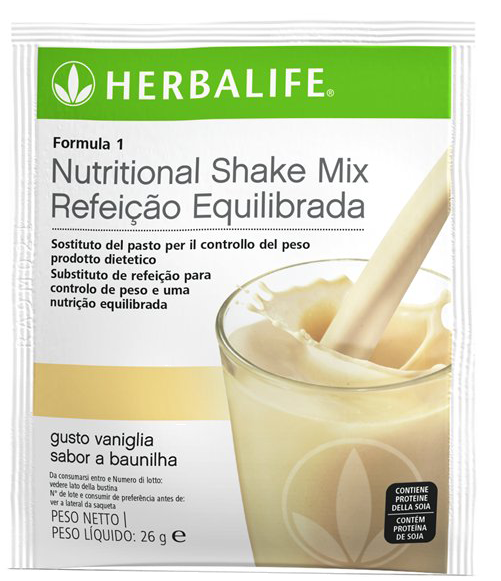 HERBALIFE®
Formula 1
Nutritional Shake Mix
Refeição Equilibrada
Sostituto del pasto per il controllo del peso
prodotto dietetico
Substituto de refeição para
controlo de peso e uma
nutrição equilibrada
gusto vaniglia
sabor a baunilha
Da consumarsi entro e Numero di lotto:
vedere lato della bustina
N° de lote e consumir de preferência antes de:
ver a lateral da saqueta
PESO NETTO |
PESO LÍQUIDO: 26 g e
CONTIENE
PROTEINE
DELLA SOIA
CONTÉM
PROTEÍNA
DE SOJA